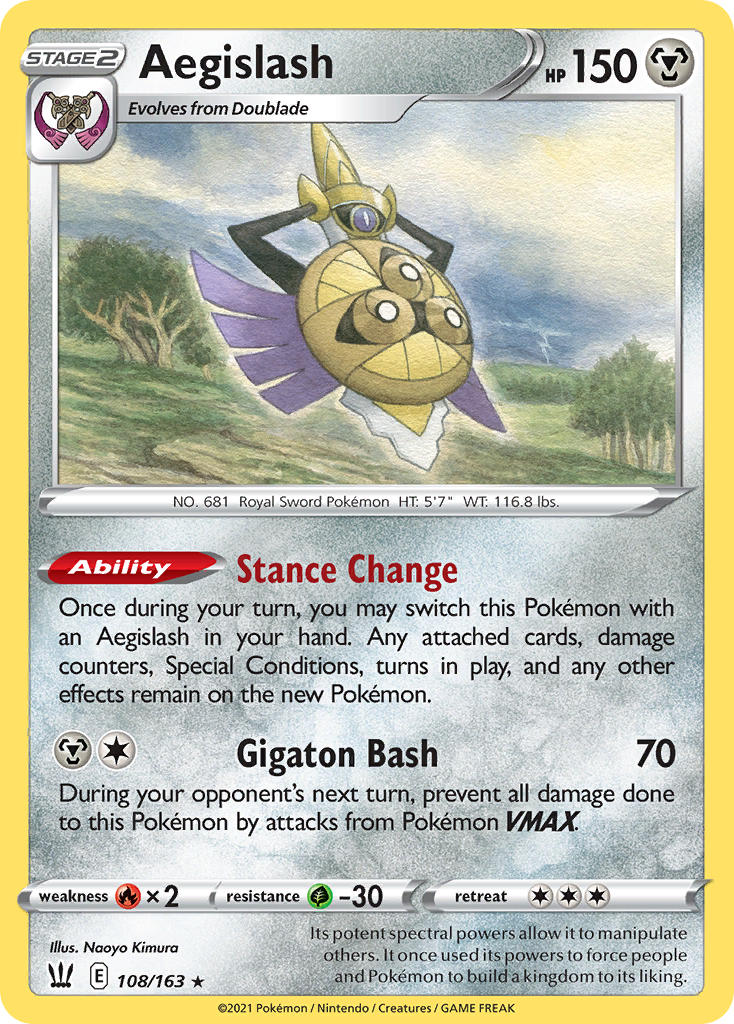 STAGE 2
Aegislash
HP 150
Evolves from Doublade
NO. 681 Royal Sword Pokémon HT: 5'7" WT: 116.8 lbs.
Ability Stance Change
Once during your turn, you may switch this Pokémon with
an Aegislash in your hand. Any attached cards, damage
counters, Special Conditions, turns in play, and any other
effects remain on the new Pokémon.
Gigaton Bash 70
During your opponent's next turn, prevent all damage done
to this Pokémon by attacks from Pokémon VMAX.
weakness ×2 resistance -30 retreat
Illus. Naoyo Kimura
Its potent spectral powers allow it to manipulate
others. It once used its powers to force people
and Pokémon to build a kingdom to its liking.
E 108/163 ★
©2021 Pokémon / Nintendo / Creatures / GAME FREAK